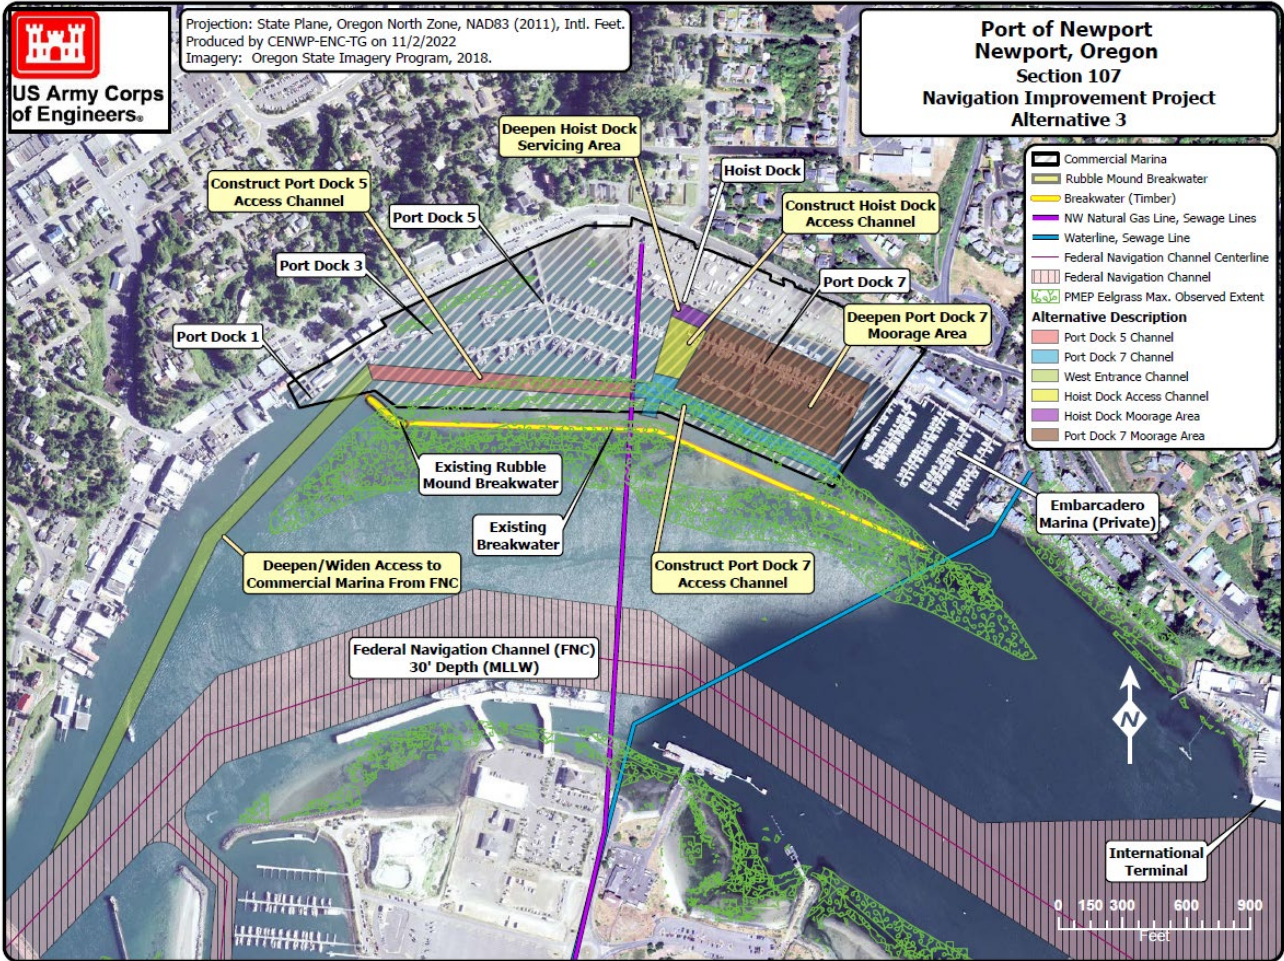 US Army Corps
of Engineers®
Projection: State Plane, Oregon North Zone, NAD83 (2011), Intl. Feet.
Produced by CENWP-ENC-TG on 11/2/2022
Imagery: Oregon State Imagery Program, 2018.
Port of Newport
Newport, Oregon
Section 107
Navigation Improvement Project
Alternative 3
Commercial Marina
Rubble Mound Breakwater
Breakwater (Timber)
NW Natural Gas Line, Sewage Lines
Waterline, Sewage Line
Federal Navigation Channel Centerline
Federal Navigation Channel
PMEP Eelgrass Max. Observed Extent
Alternative Description
Port Dock 5 Channel
Port Dock 7 Channel
West Entrance Channel
Hoist Dock Access Channel
Hoist Dock Moorage Area
Port Dock 7 Moorage Area
Deepen Hoist Dock
Servicing Area
Hoist Dock
Construct Port Dock 5
Access Channel
Port Dock 5
Construct Hoist Dock
Access Channel
Port Dock 3
Port Dock 7
Port Dock 1
Deepen Port Dock 7
Moorage Area
Existing Rubble
Mound Breakwater
Existing
Breakwater
Embarcadero
Marina (Private)
Deepen/Widen Access to
Commercial Marina From FNC
Construct Port Dock 7
Access Channel
Federal Navigation Channel (FNC)
30' Depth (MLLW)
N
International
Terminal
0 150 300 600 900
Feet